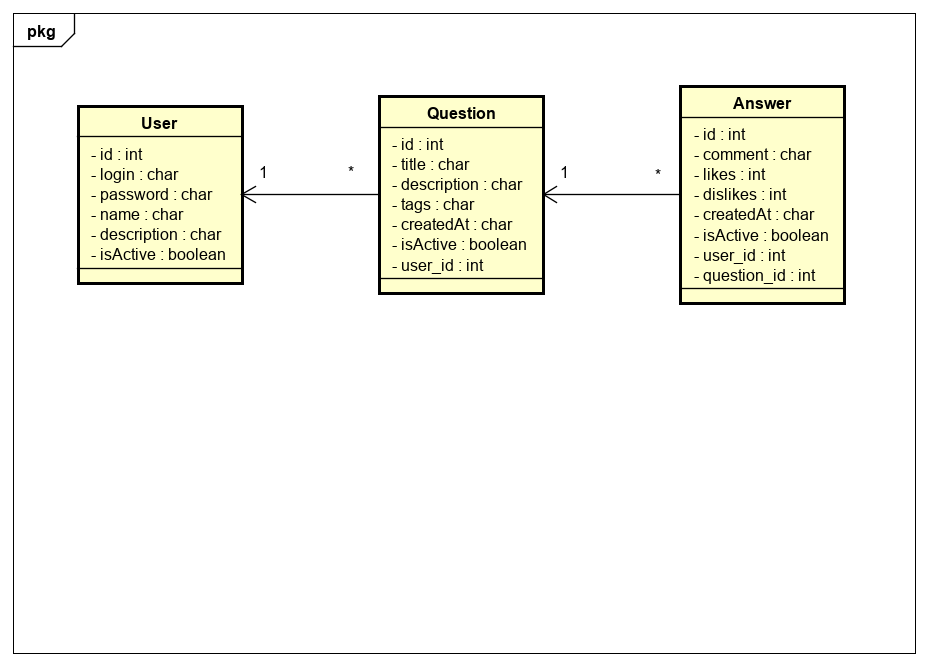 pkg
User
- id : int
- login : char
- password : char
- name : char
- description : char
- isActive : boolean
1
*
Question
- id : int
- title : char
- description : char
- tags : char
- createdAt : char
- isActive : boolean
- user_id : int
1
*
Answer
- id : int
- comment : char
- likes : int
- dislikes : int
- createdAt : char
- isActive : boolean
- user_id : int
- question_id : int